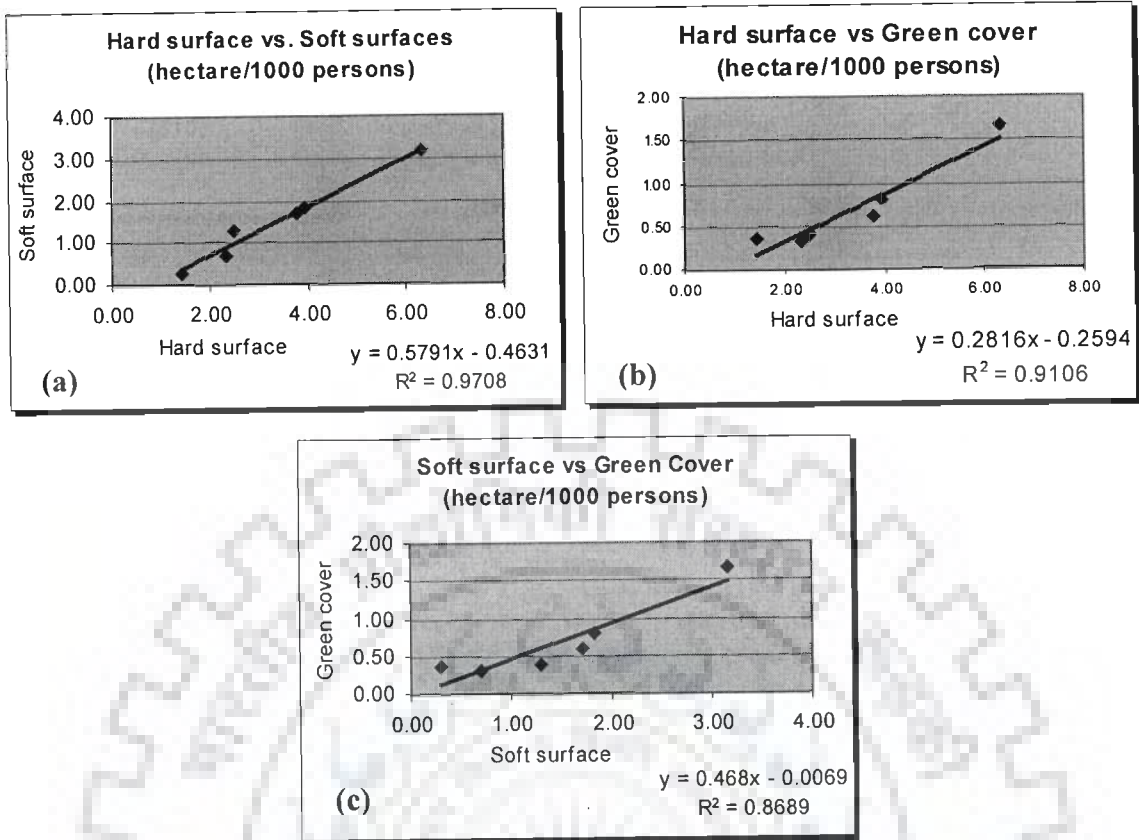 Hard surface vs. Soft surfaces
(hectare/1000 persons)
4.00
3.00
2.00
1.00
0.00
Soft surface
0.00 2.00 4.00 6.00 8.00
Hard surface
y = 0.5791x - 0.4631
R² = 0.9708
(a)
Hard surface vs Green cover
(hectare/1000 persons)
2.00
1.50
1.00
0.50
0.00
Green cover
0.00 2.00 4.00 6.00 8.00
Hard surface
y = 0.2816x - 0.2594
R² = 0.9106
(b)
Soft surface vs Green Cover
(hectare/1000 persons)
2.00
1.50
1.00
0.50
0.00
Green cover
0.00 1.00 2.00 3.00 4.00
Soft surface
y = 0.468x - 0.0069
R² = 0.8689
(c)